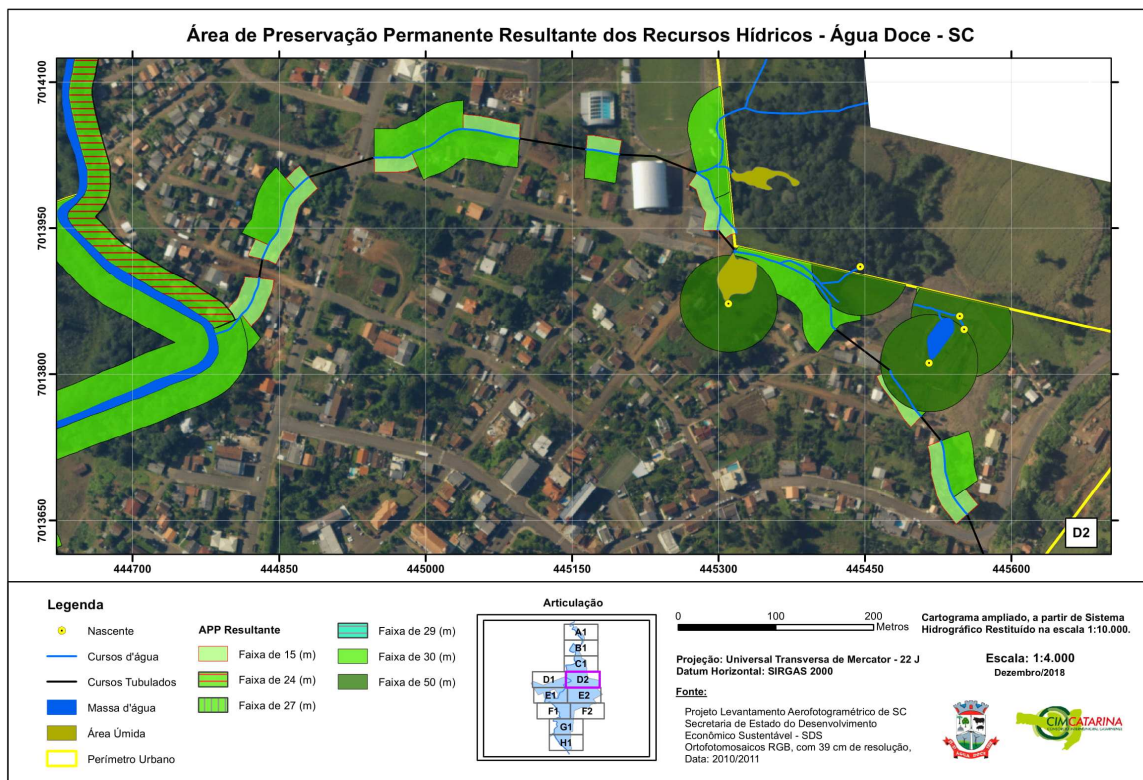 Área de Preservação Permanente Resultante dos Recursos Hídricos - Água Doce - SC
7014100
7013950
7013800
7013650
D2
444700
444850
445000
445150
445300
445450
445600
Legenda
Nascente
Cursos d'água
Cursos Tubulados
Massa d'água
Área Úmida
Perímetro Urbano
APP Resultante
Faixa de 15 (m)
Faixa de 24 (m)
Faixa de 27 (m)
Faixa de 29 (m)
Faixa de 30 (m)
Faixa de 50 (m)
Articulação
A1
B1
C1
D1
D2
E1
E2
F1
F2
G1
H1
0
100
200
Metros
Projeção: Universal Transversa de Mercator - 22 J
Datum Horizontal: SIRGAS 2000
Fonte:
Projeto Levantamento Aerofotogramétrico de SC
Secretaria de Estado do Desenvolvimento
Econômico Sustentável - SDS
Ortofotomosaicos RGB, com 39 cm de resolução,
Data: 2010/2011
Cartograma ampliado, a partir de Sistema
Hidrográfico Restituído na escala 1:10.000.
Escala: 1:4.000
Dezembro/2018
ÁGUA DOCE
CIMCATARINA